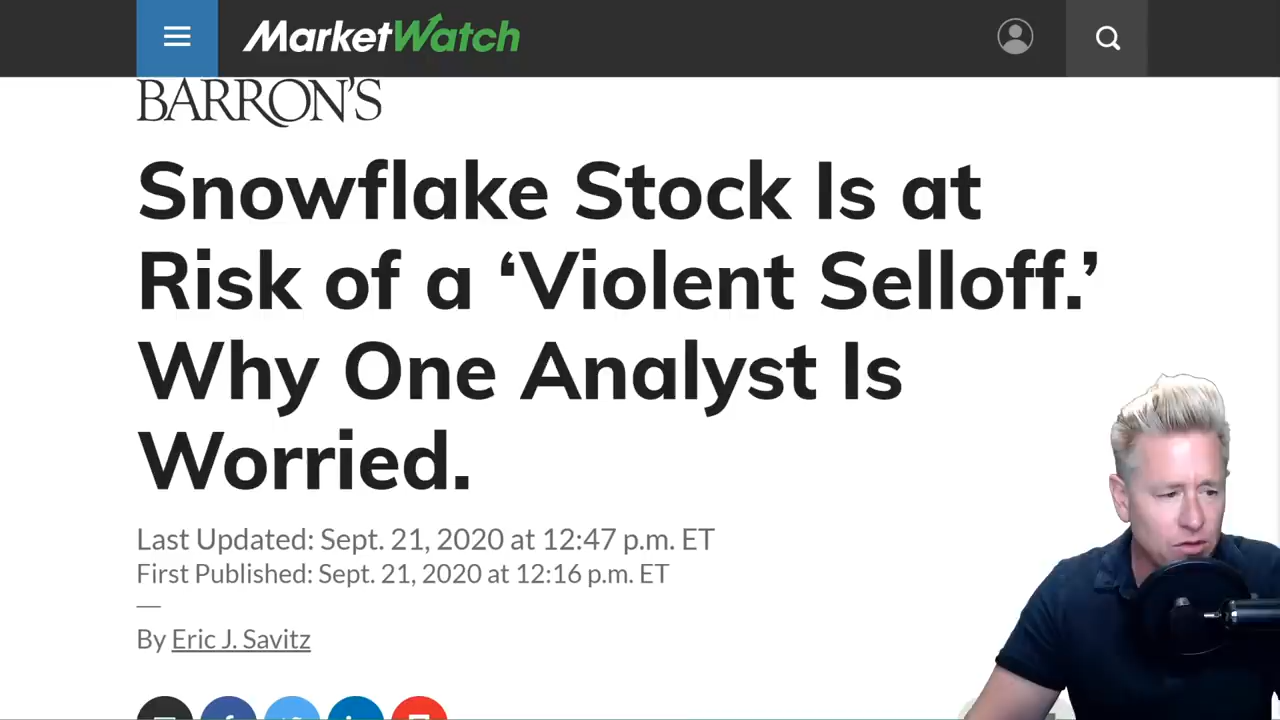 MarketWatch
BARRON'S
Snowflake Stock Is at
Risk of a ‘Violent Selloff.’
Why One Analyst Is
Worried.
Last Updated: Sept. 21, 2020 at 12:47 p.m. ET
First Published: Sept. 21, 2020 at 12:16 p.m. ET
By Eric J. Savitz